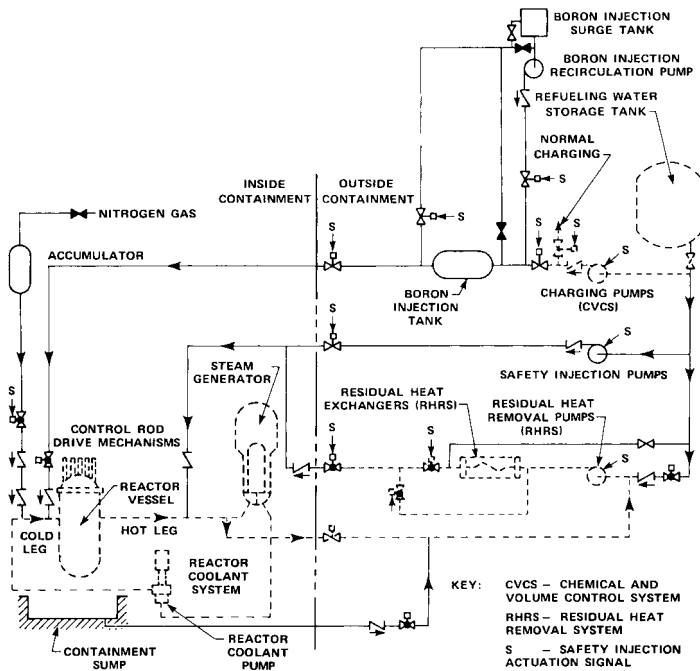 BORON INJECTION
SURGE TANK
BORON INJECTION
RECIRCULATION PUMP
REFUELING WATER
STORAGE TANK
NORMAL
CHARGING
INSIDE
CONTAINMENT
OUTSIDE
CONTAINMENT
NITROGEN GAS
ACCUMULATOR
S
S
S
S
S
S
S
BORON
INJECTION
TANK
CHARGING PUMPS
(CVCS)
S
S
STEAM
GENERATOR
SAFETY INJECTION PUMPS
RESIDUAL HEAT
EXCHANGERS (RHRS)
RESIDUAL HEAT
REMOVAL PUMPS
(RHRS)
S
CONTROL ROD
DRIVE MECHANISMS
S
S
S
REACTOR
VESSEL
COLD
LEG
HOT LEG
REACTOR
COOLANT
SYSTEM
REACTOR
COOLANT
PUMP
CONTAINMENT
SUMP
KEY: CVCS – CHEMICAL AND
VOLUME CONTROL SYSTEM
RHRS – RESIDUAL HEAT
REMOVAL SYSTEM
S – SAFETY INJECTION
ACTUATION SIGNAL